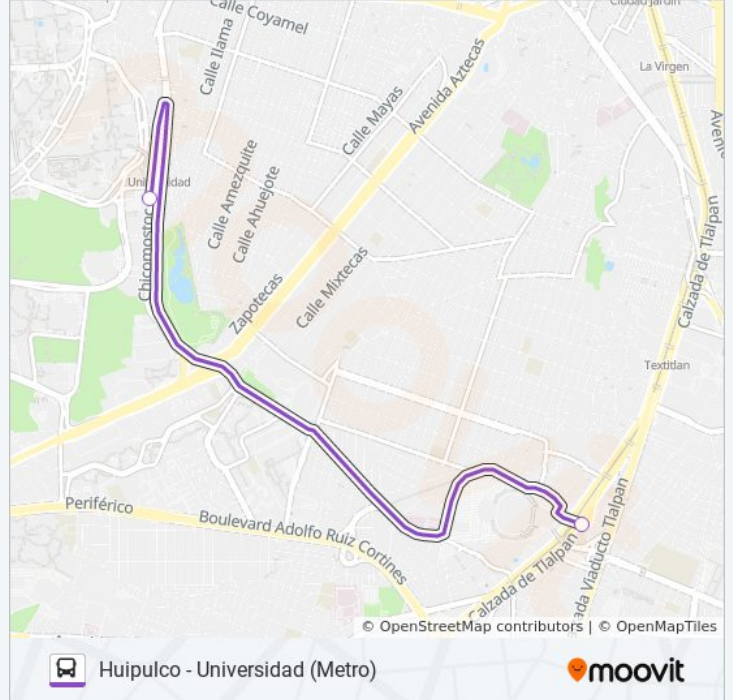 Ciudad Jardín
Calle Coyamel
Calle Ilama
La Virgen
Avenida Aztecas
Calle Mayas
Calle Amezquite
Calle Ahuejote
Chicomostoc
Calle Mixtecas
Zapotecas
Calzada de Tlalpan
Textitlan
Periférico
Boulevard Adolfo Ruiz Cortines
Calzada de Tlalpan
ada Viaducto Tlalpan
© OpenStreetMap contributors | © OpenMapTiles
Huipulco - Universidad (Metro)
moovit